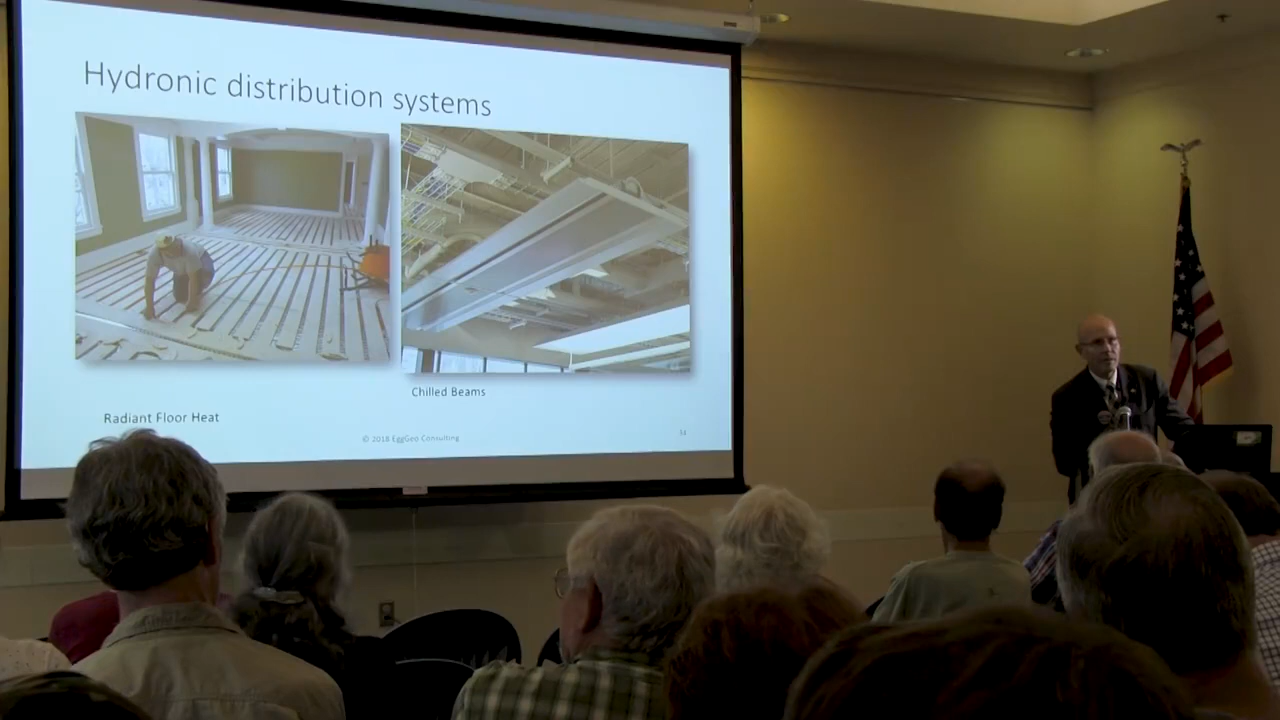 Hydronic distribution systems
Chilled Beams
Radiant Floor Heat
© 2018 EggGeo Consulting